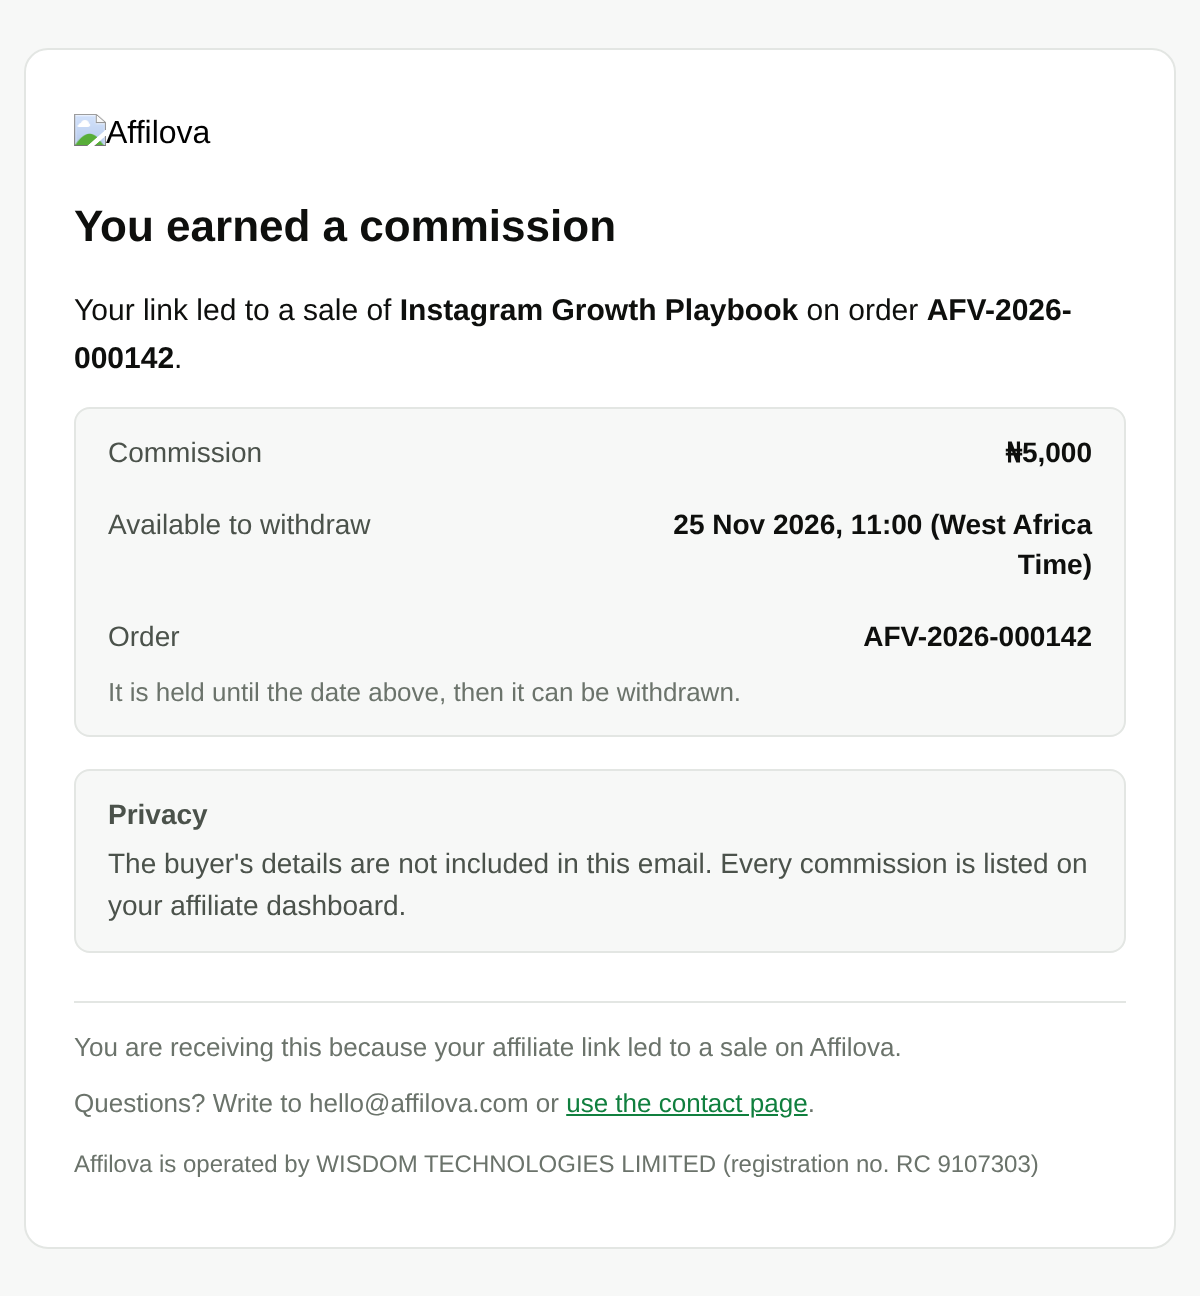 Affilova
You earned a commission
Your link led to a sale of Instagram Growth Playbook on order AFV-2026-
000142.
Commission ₦5,000
Available to withdraw 25 Nov 2026, 11:00 (West Africa
Time)
Order AFV-2026-000142
It is held until the date above, then it can be withdrawn.
Privacy
The buyer's details are not included in this email. Every commission is listed on
your affiliate dashboard.
You are receiving this because your affiliate link led to a sale on Affilova.
Questions? Write to hello@affilova.com or use the contact page.
Affilova is operated by WISDOM TECHNOLOGIES LIMITED (registration no. RC 9107303)